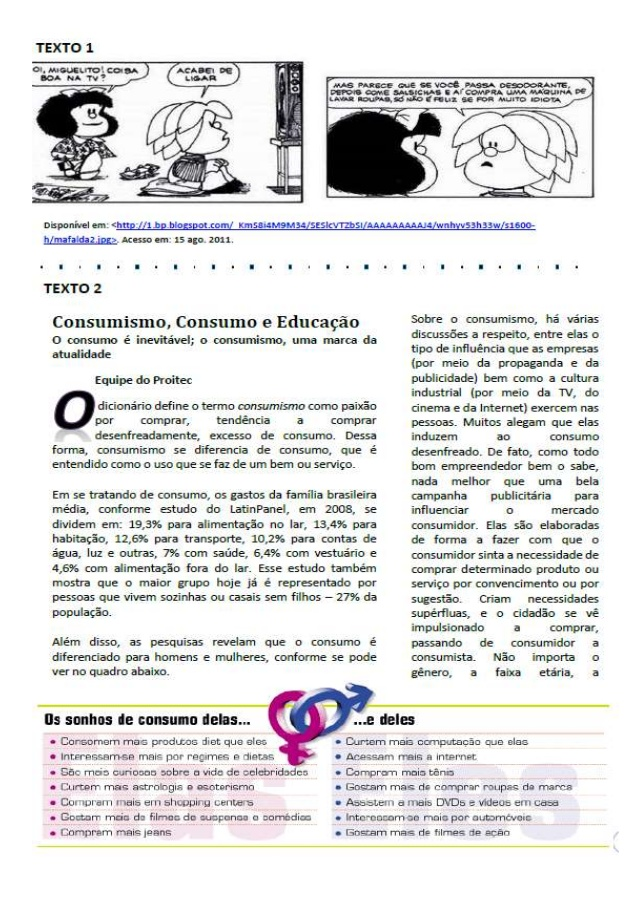 TEXTO 1
OI, MIGUELITO! COISA
BOA NA TV?
ACABEI DE
LIGAR
MAS PARECE QUE SE VOCÊ PASSA DESODORANTE,
DEPOIS COME SALSICHAS E AÍ COMPRA UMA MÁQUINA DE
LAVAR ROUPAS, SÓ NÃO É FELIZ SE FOR MUITO IDIOTA
Disponível em: <http://1.bp.blogspot.com/_KmS8i4M9M34/SESlcVTZbSI/AAAAAAAAAJ4/wnhyv53h33w/s1600-
h/mafalda2.jpg>. Acesso em: 15 ago. 2011.
TEXTO 2
Consumismo, Consumo e Educação
O consumo é inevitável; o consumismo, uma marca da
atualidade
Equipe do Proitec
O dicionário define o termo consumismo como paixão
por comprar, tendência a comprar
desenfreadamente, excesso de consumo. Dessa
forma, consumismo se diferencia de consumo, que é
entendido como o uso que se faz de um bem ou serviço.
Em se tratando de consumo, os gastos da família brasileira
média, conforme estudo do LatinPanel, em 2008, se
dividem em: 19,3% para alimentação no lar, 13,4% para
habitação, 12,6% para transporte, 10,2% para contas de
água, luz e outras, 7% com saúde, 6,4% com vestuário e
4,6% com alimentação fora do lar. Esse estudo também
mostra que o maior grupo hoje já é representado por
pessoas que vivem sozinhas ou casais sem filhos – 27% da
população.
Além disso, as pesquisas revelam que o consumo é
diferenciado para homens e mulheres, conforme se pode
ver no quadro abaixo.
Sobre o consumismo, há várias
discussões a respeito, entre elas o
tipo de influência que as empresas
(por meio da propaganda e da
publicidade) bem como a cultura
industrial (por meio da TV, do
cinema e da Internet) exercem nas
pessoas. Muitos alegam que elas
induzem ao consumo
desenfreado. De fato, como todo
bom empreendedor bem o sabe,
nada melhor que uma bela
campanha publicitária para
influenciar o mercado
consumidor. Elas são elaboradas
de forma a fazer com que o
consumidor sinta a necessidade de
comprar determinado produto ou
serviço por convencimento ou por
sugestão. Criam necessidades
supérfluas, e o cidadão se vê
impulsionado a comprar,
passando de consumidor a
consumista. Não importa o
gênero, a faixa etária, a
Os sonhos de consumo delas...
• Consomem mais produtos diet que eles
• Interessam-se mais por regimes e dietas
• São mais curiosas sobre a vida de celebridades
• Curtem mais astrologia e esoterismo
• Compram mais em shopping centers
• Gostam mais de filmes de suspense e comédias
• Compram mais jeans
...e deles
• Curtem mais computação que elas
• Acessam mais a internet
• Compram mais tênis
• Gostam mais de comprar roupas de marca
• Assistem a mais DVDs e vídeos em casa
• Interessam-se mais por automóveis
• Gostam mais de filmes de ação
Elas
Eles